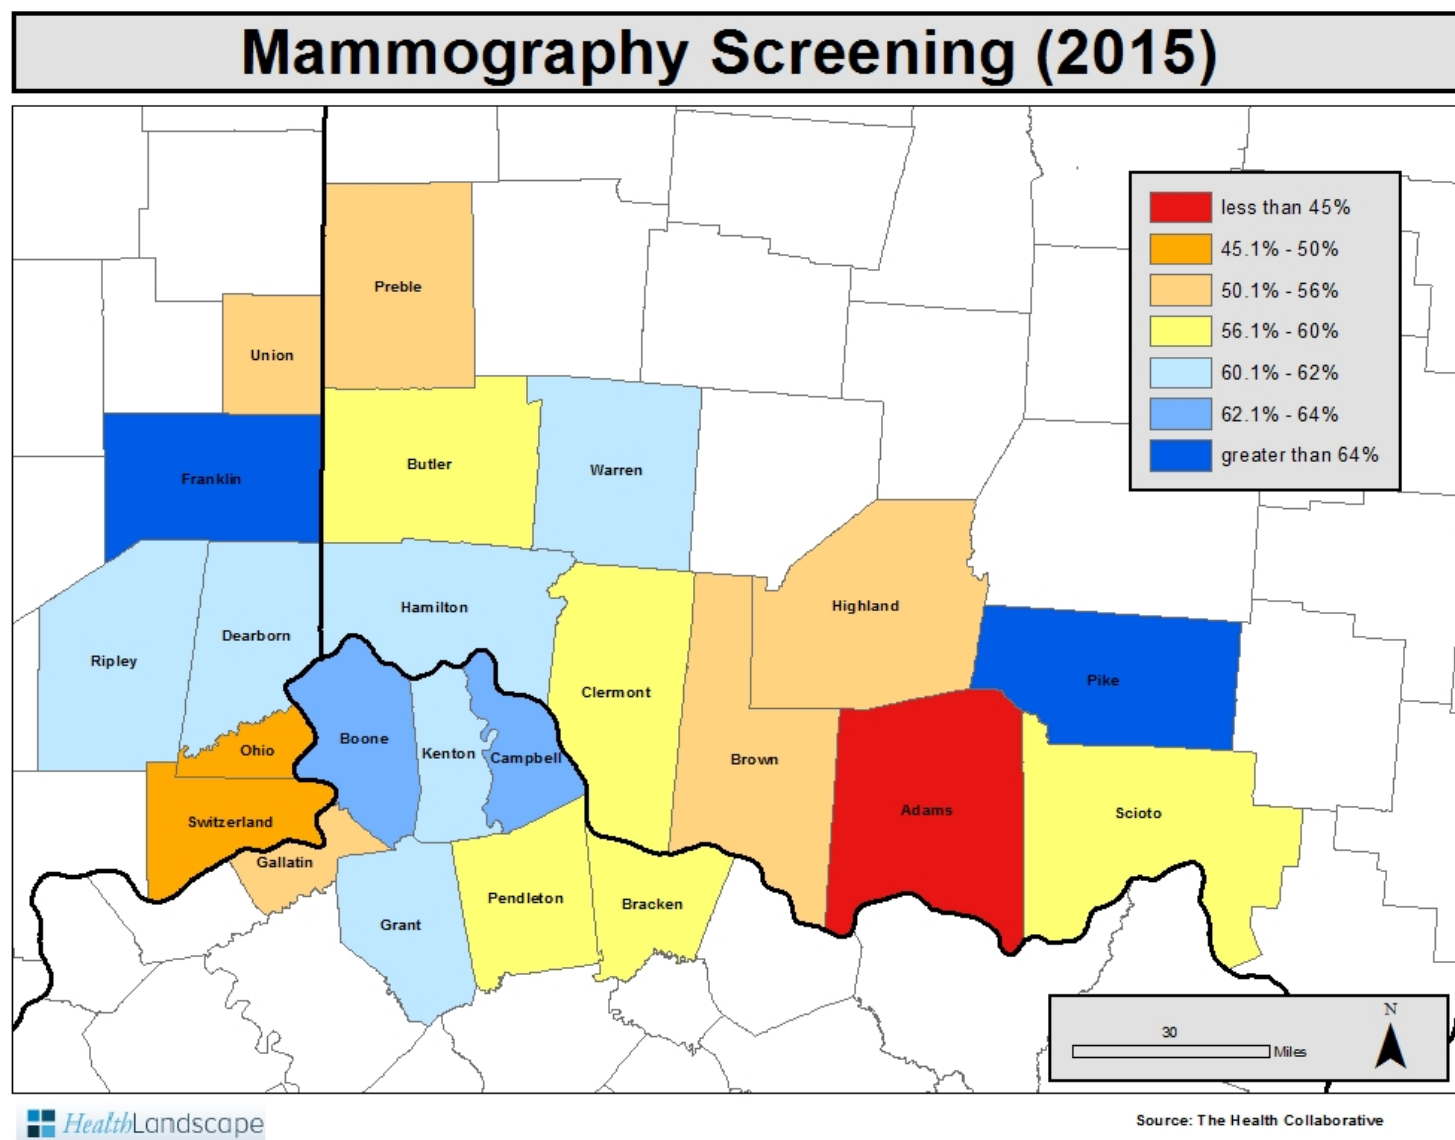 Mammography Screening (2015)
less than 45%
45.1% - 50%
50.1% - 56%
56.1% - 60%
60.1% - 62%
62.1% - 64%
greater than 64%
Preble
Union
Franklin
Butler
Warren
Hamilton
Highland
Dearborn
Ripley
Pike
Clermont
Boone
Ohio
Kenton
Campbell
Brown
Adams
Scioto
Switzerland
Gallatin
Pendleton
Bracken
Grant
N
30
Miles
HealthLandscape
Source: The Health Collaborative